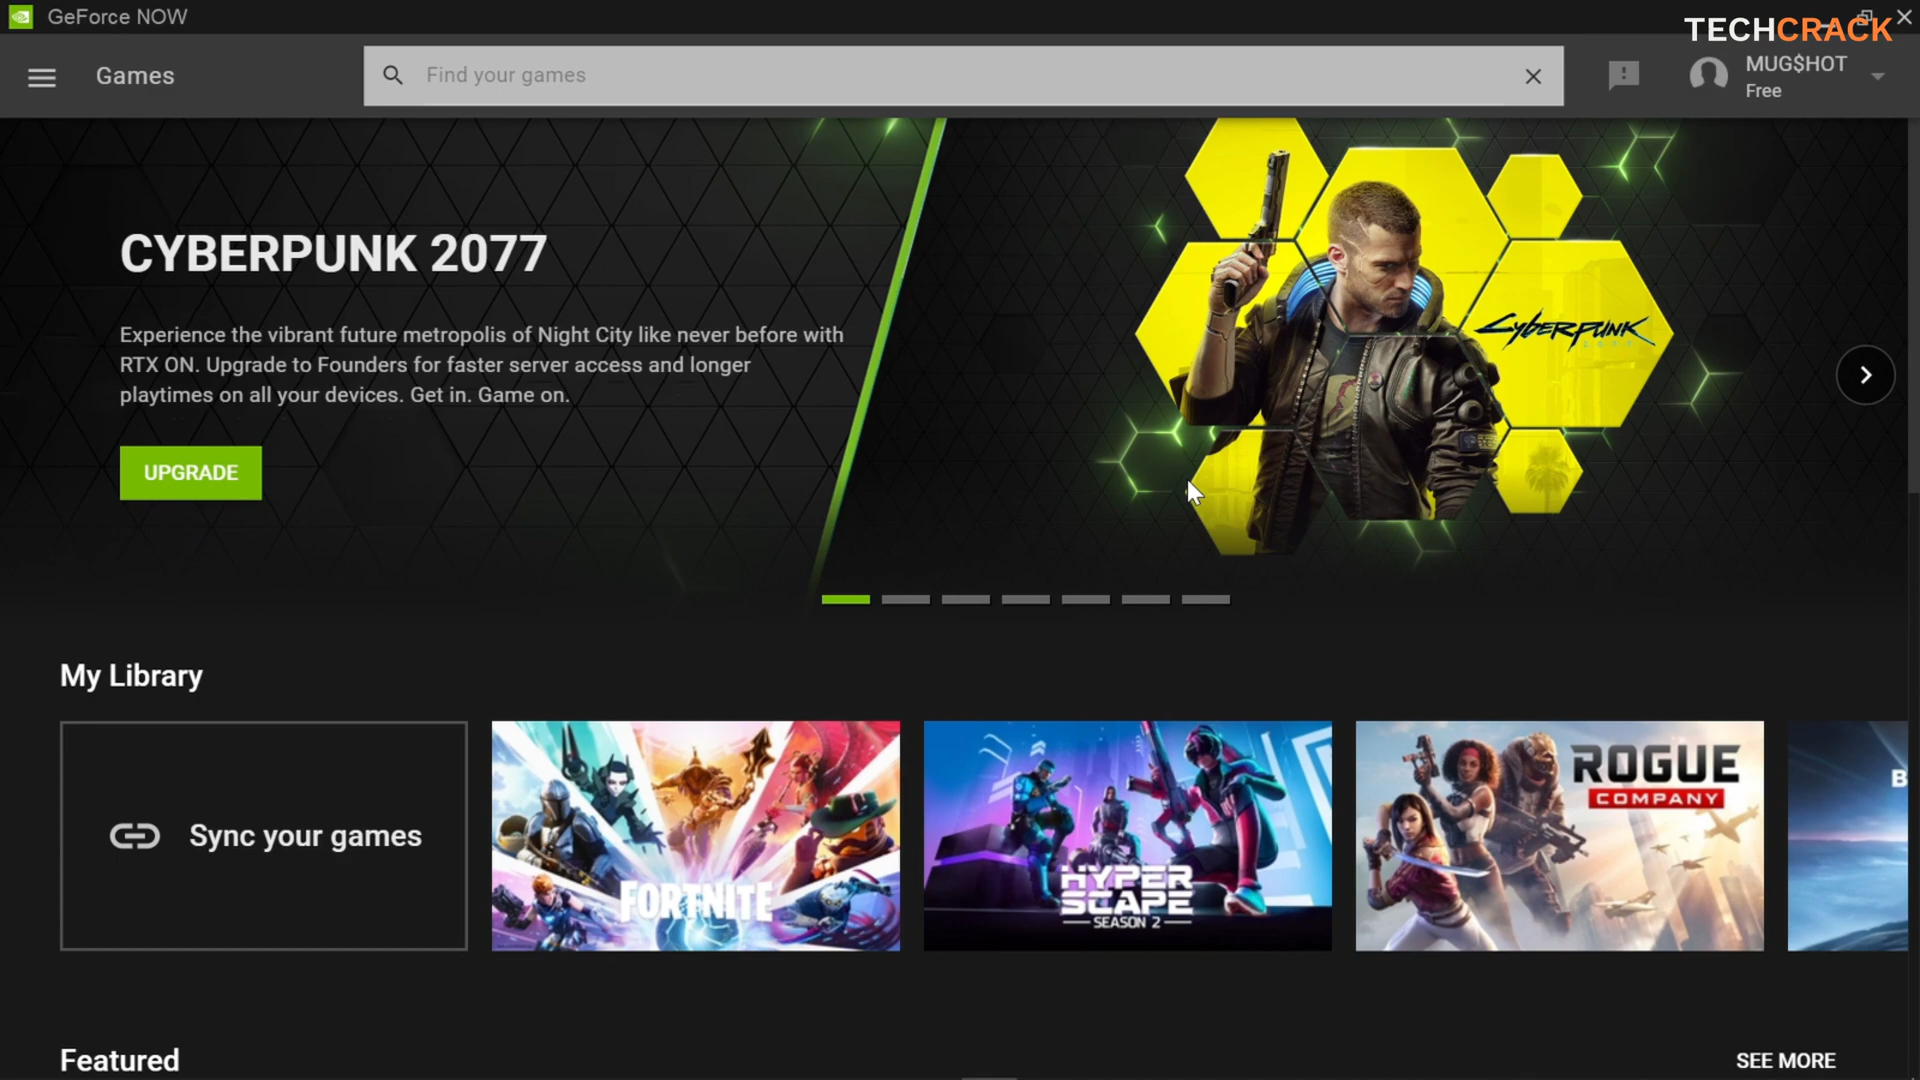 GeForce NOW
TECHCRACK
Games
Find your games
MUG$HOT
Free
CYBERPUNK 2077
Experience the vibrant future metropolis of Night City like never before with
RTX ON. Upgrade to Founders for faster server access and longer
playtimes on all your devices. Get in. Game on.
UPGRADE
Cyberpunk
2077
My Library
Sync your games
FORTNITE
HYPER
SCAPE
SEASON 2
ROGUE
COMPANY
B
Featured
SEE MORE